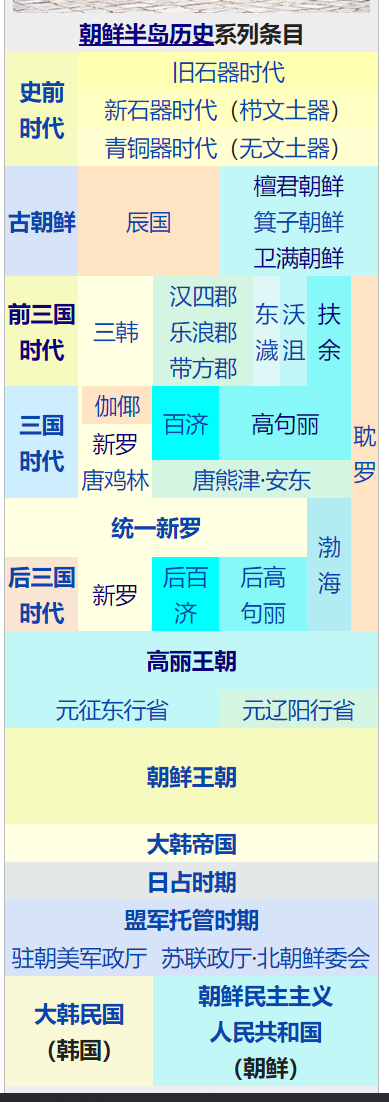 朝鲜半岛历史系列条目
史前
时代
旧石器时代
新石器时代（栉文土器）
青铜器时代（无文土器）
古朝鲜
辰国
檀君朝鲜
箕子朝鲜
卫满朝鲜
前三国
时代
三韩
汉四郡
乐浪郡
带方郡
东
濊
沃
沮
扶
余
耽
罗
三国
时代
伽倻
新罗
唐鸡林
百济
高句丽
唐熊津·安东
统一新罗
渤
海
后三国
时代
新罗
后百
济
后高
句丽
高丽王朝
元征东行省
元辽阳行省
朝鲜王朝
大韩帝国
日占时期
盟军托管时期
驻朝美军政厅
苏联政厅·北朝鲜委会
大韩民国
（韩国）
朝鲜民主主义
人民共和国
（朝鲜）